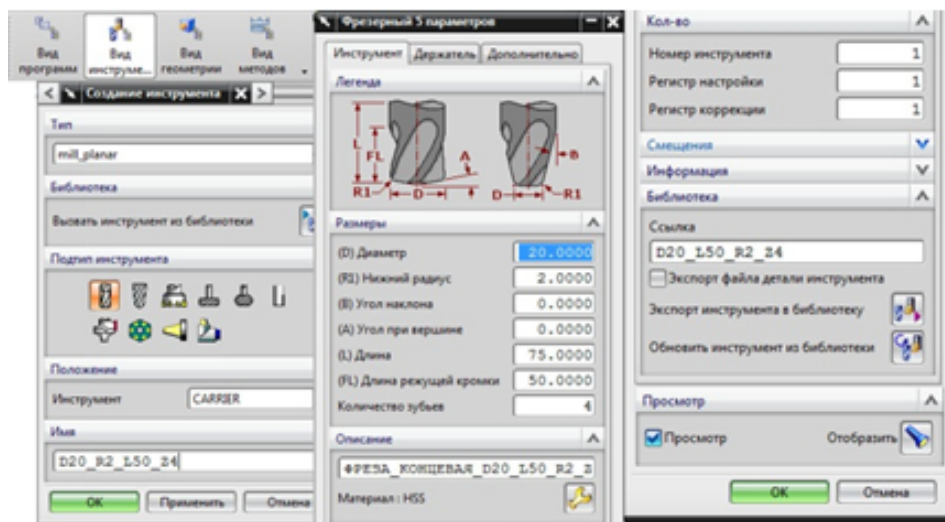 Вид программ
Вид инструме...
Вид геометрии
Вид методов
Создание инструмента
Тип
mill_planar
Библиотека
Вызвать инструмент из библиотеки
Подтип инструмента
Положение
Инструмент
CARRIER
Имя
D20_R2_L50_Z4
OK
Применить
Отмена
Фрезерный 5 параметров
Инструмент
Держатель
Дополнительно
Легенда
L
FL
A
R1
D
B
D
R1
Размеры
(D) Диаметр 20.0000
(R1) Нижний радиус 2.0000
(B) Угол наклона 0.0000
(A) Угол при вершине 0.0000
(L) Длина 75.0000
(FL) Длина режущей кромки 50.0000
Количество зубьев 4
Описание
ФРЕЗА_КОНЦЕВАЯ_D20_L50_R2_Z
Материал : HSS
Кол-во
Номер инструмента 1
Регистр настройки 1
Регистр коррекции 1
Смещения
Информация
Библиотека
Ссылка
D20_L50_R2_Z4
Экспорт файла детали инструмента
Экспорт инструмента в библиотеку
Обновить инструмент из библиотеки
Просмотр
Просмотр
Отобразить
OK
Отмена